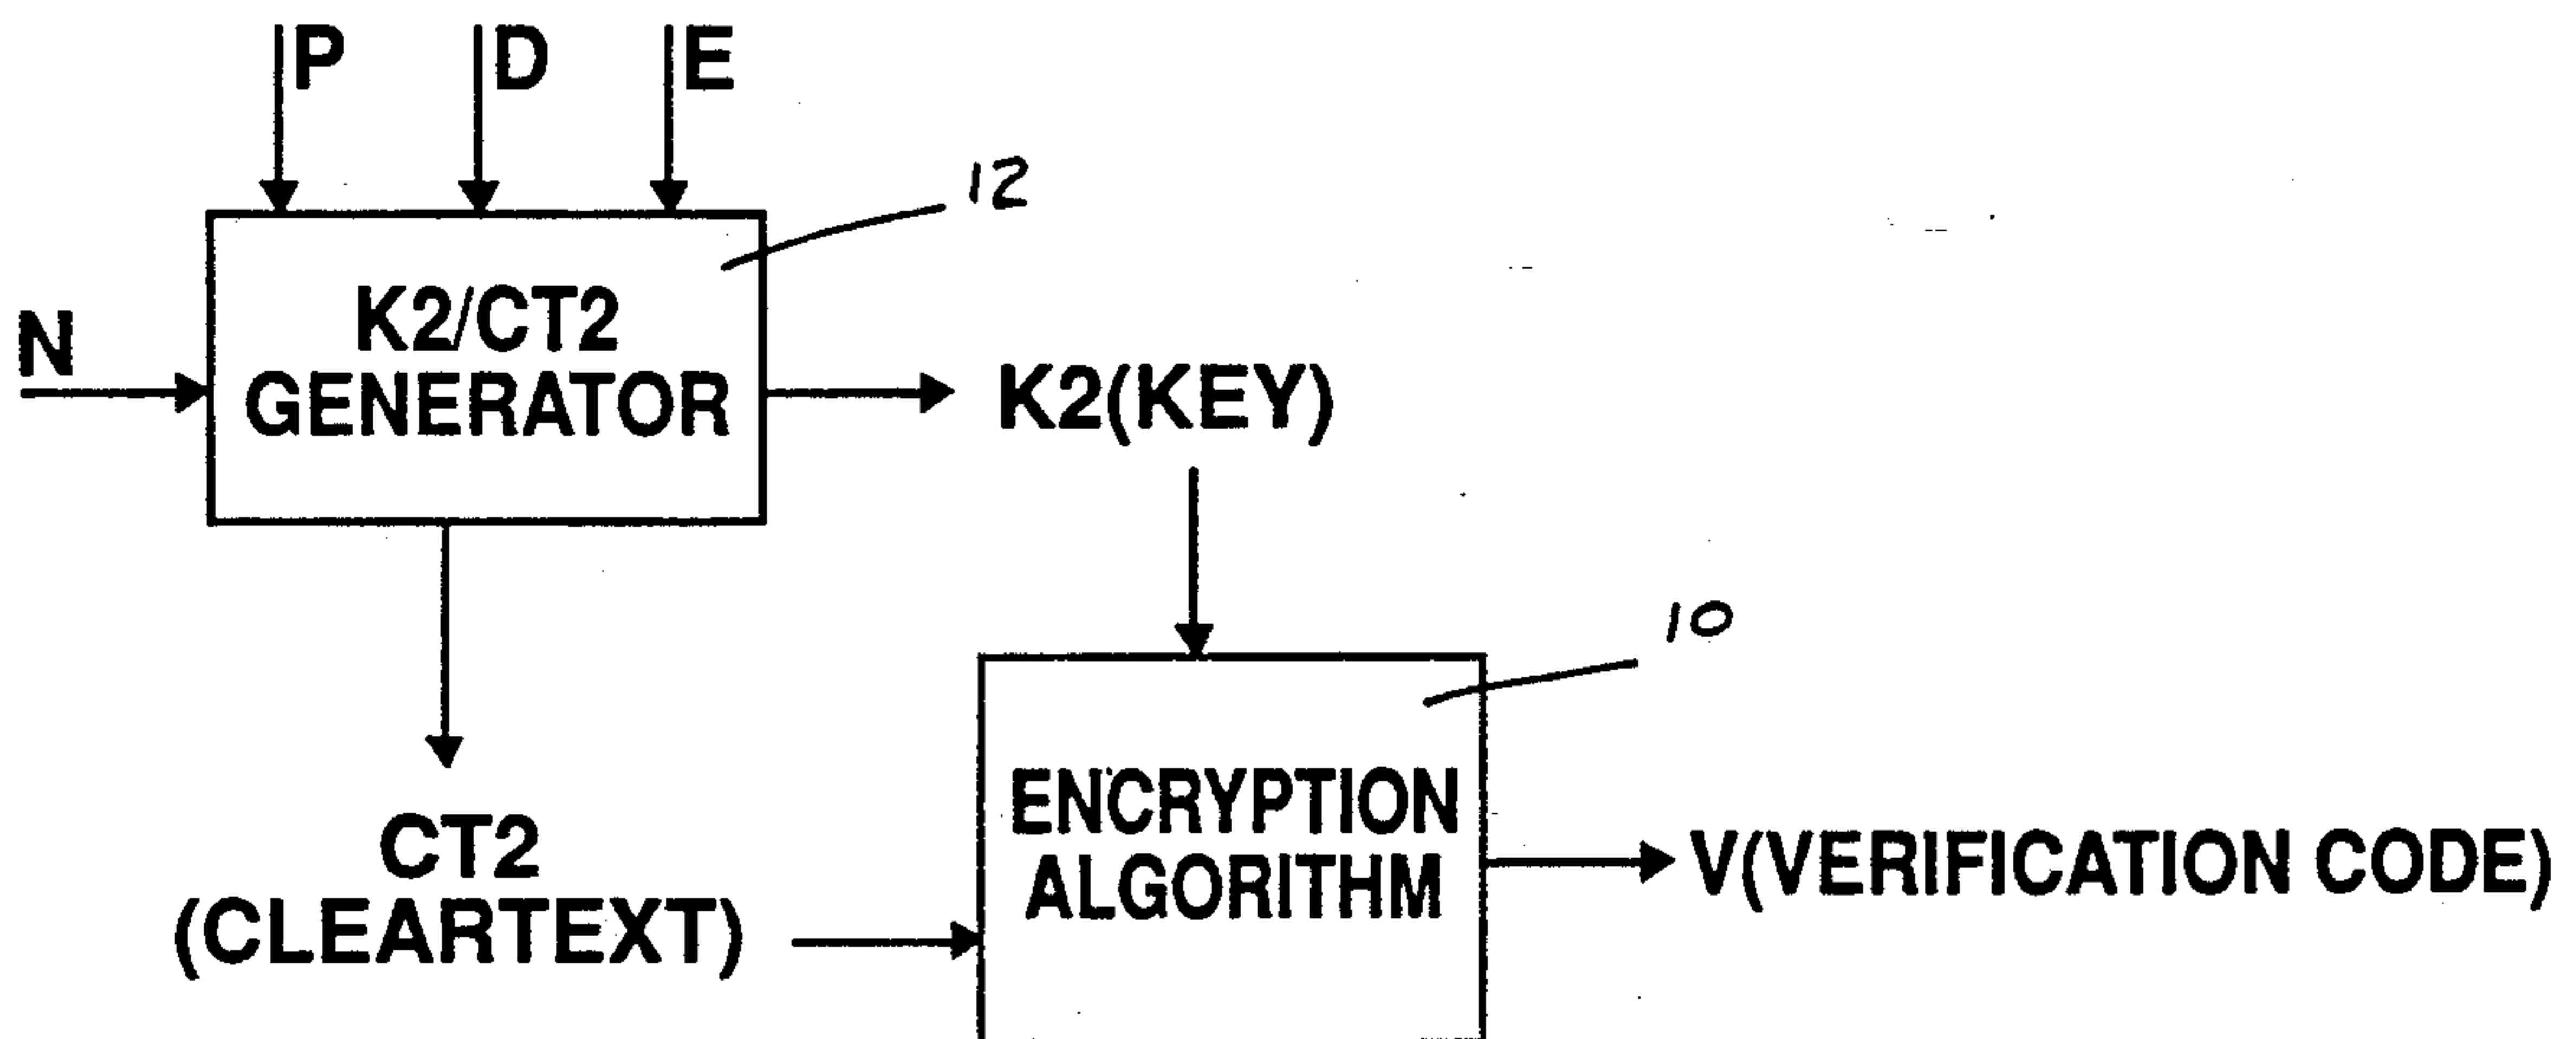 P
D
E
12
N
K2/CT2
GENERATOR
K2(KEY)
10
ENCRYPTION
ALGORITHM
CT2
(CLEARTEXT)
V(VERIFICATION CODE)